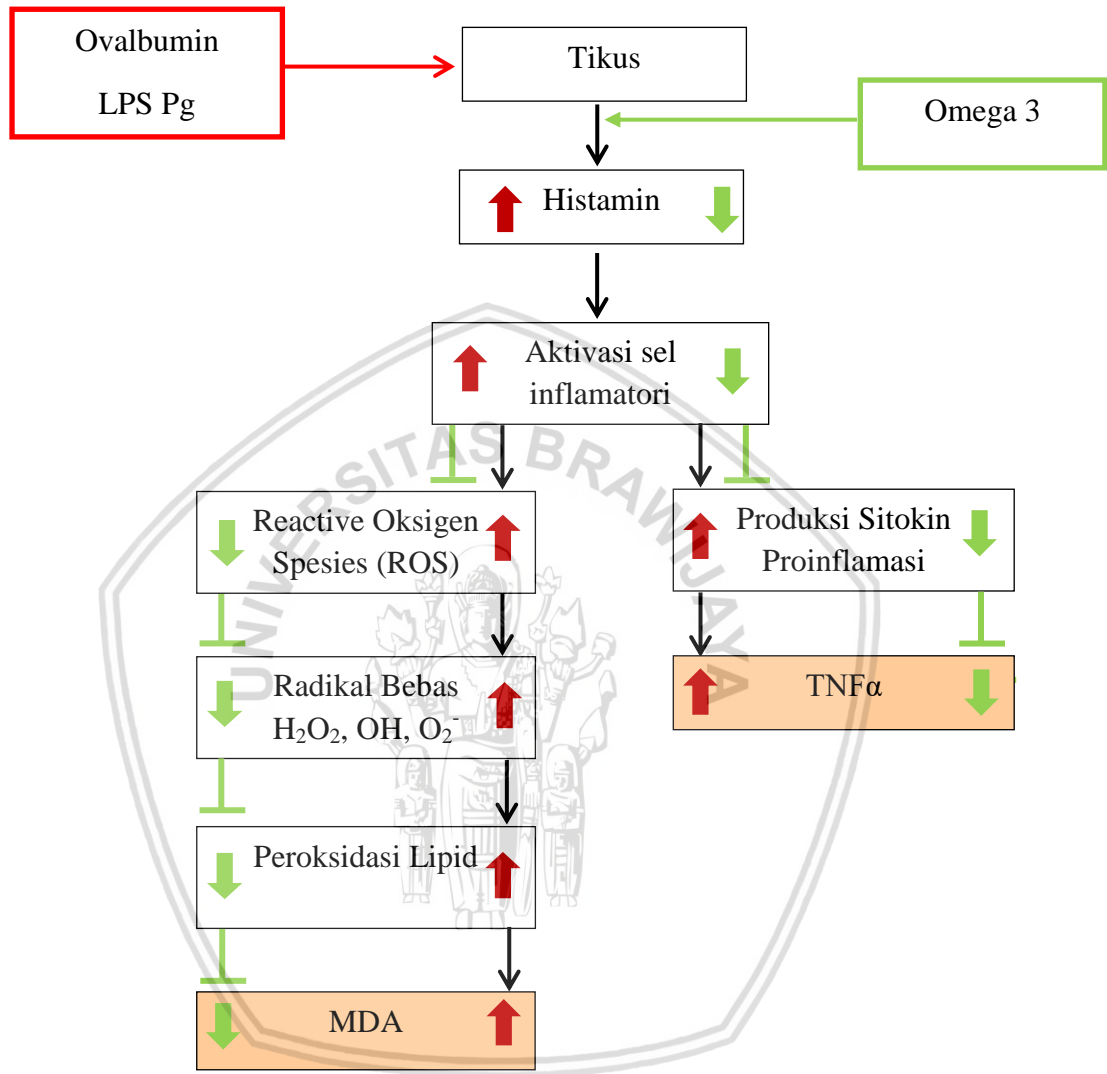 Ovalbumin
LPS Pg
Tikus
Omega 3
Histamin
Aktivasi sel
inflamatori
Reactive Oksigen
Spesies (ROS)
Produksi Sitokin
Proinflamasi
Radikal Bebas
H₂O₂, OH, O₂⁻
TNFα
Peroksidasi Lipid
MDA
UNIVERSITAS BRAWIJAYA